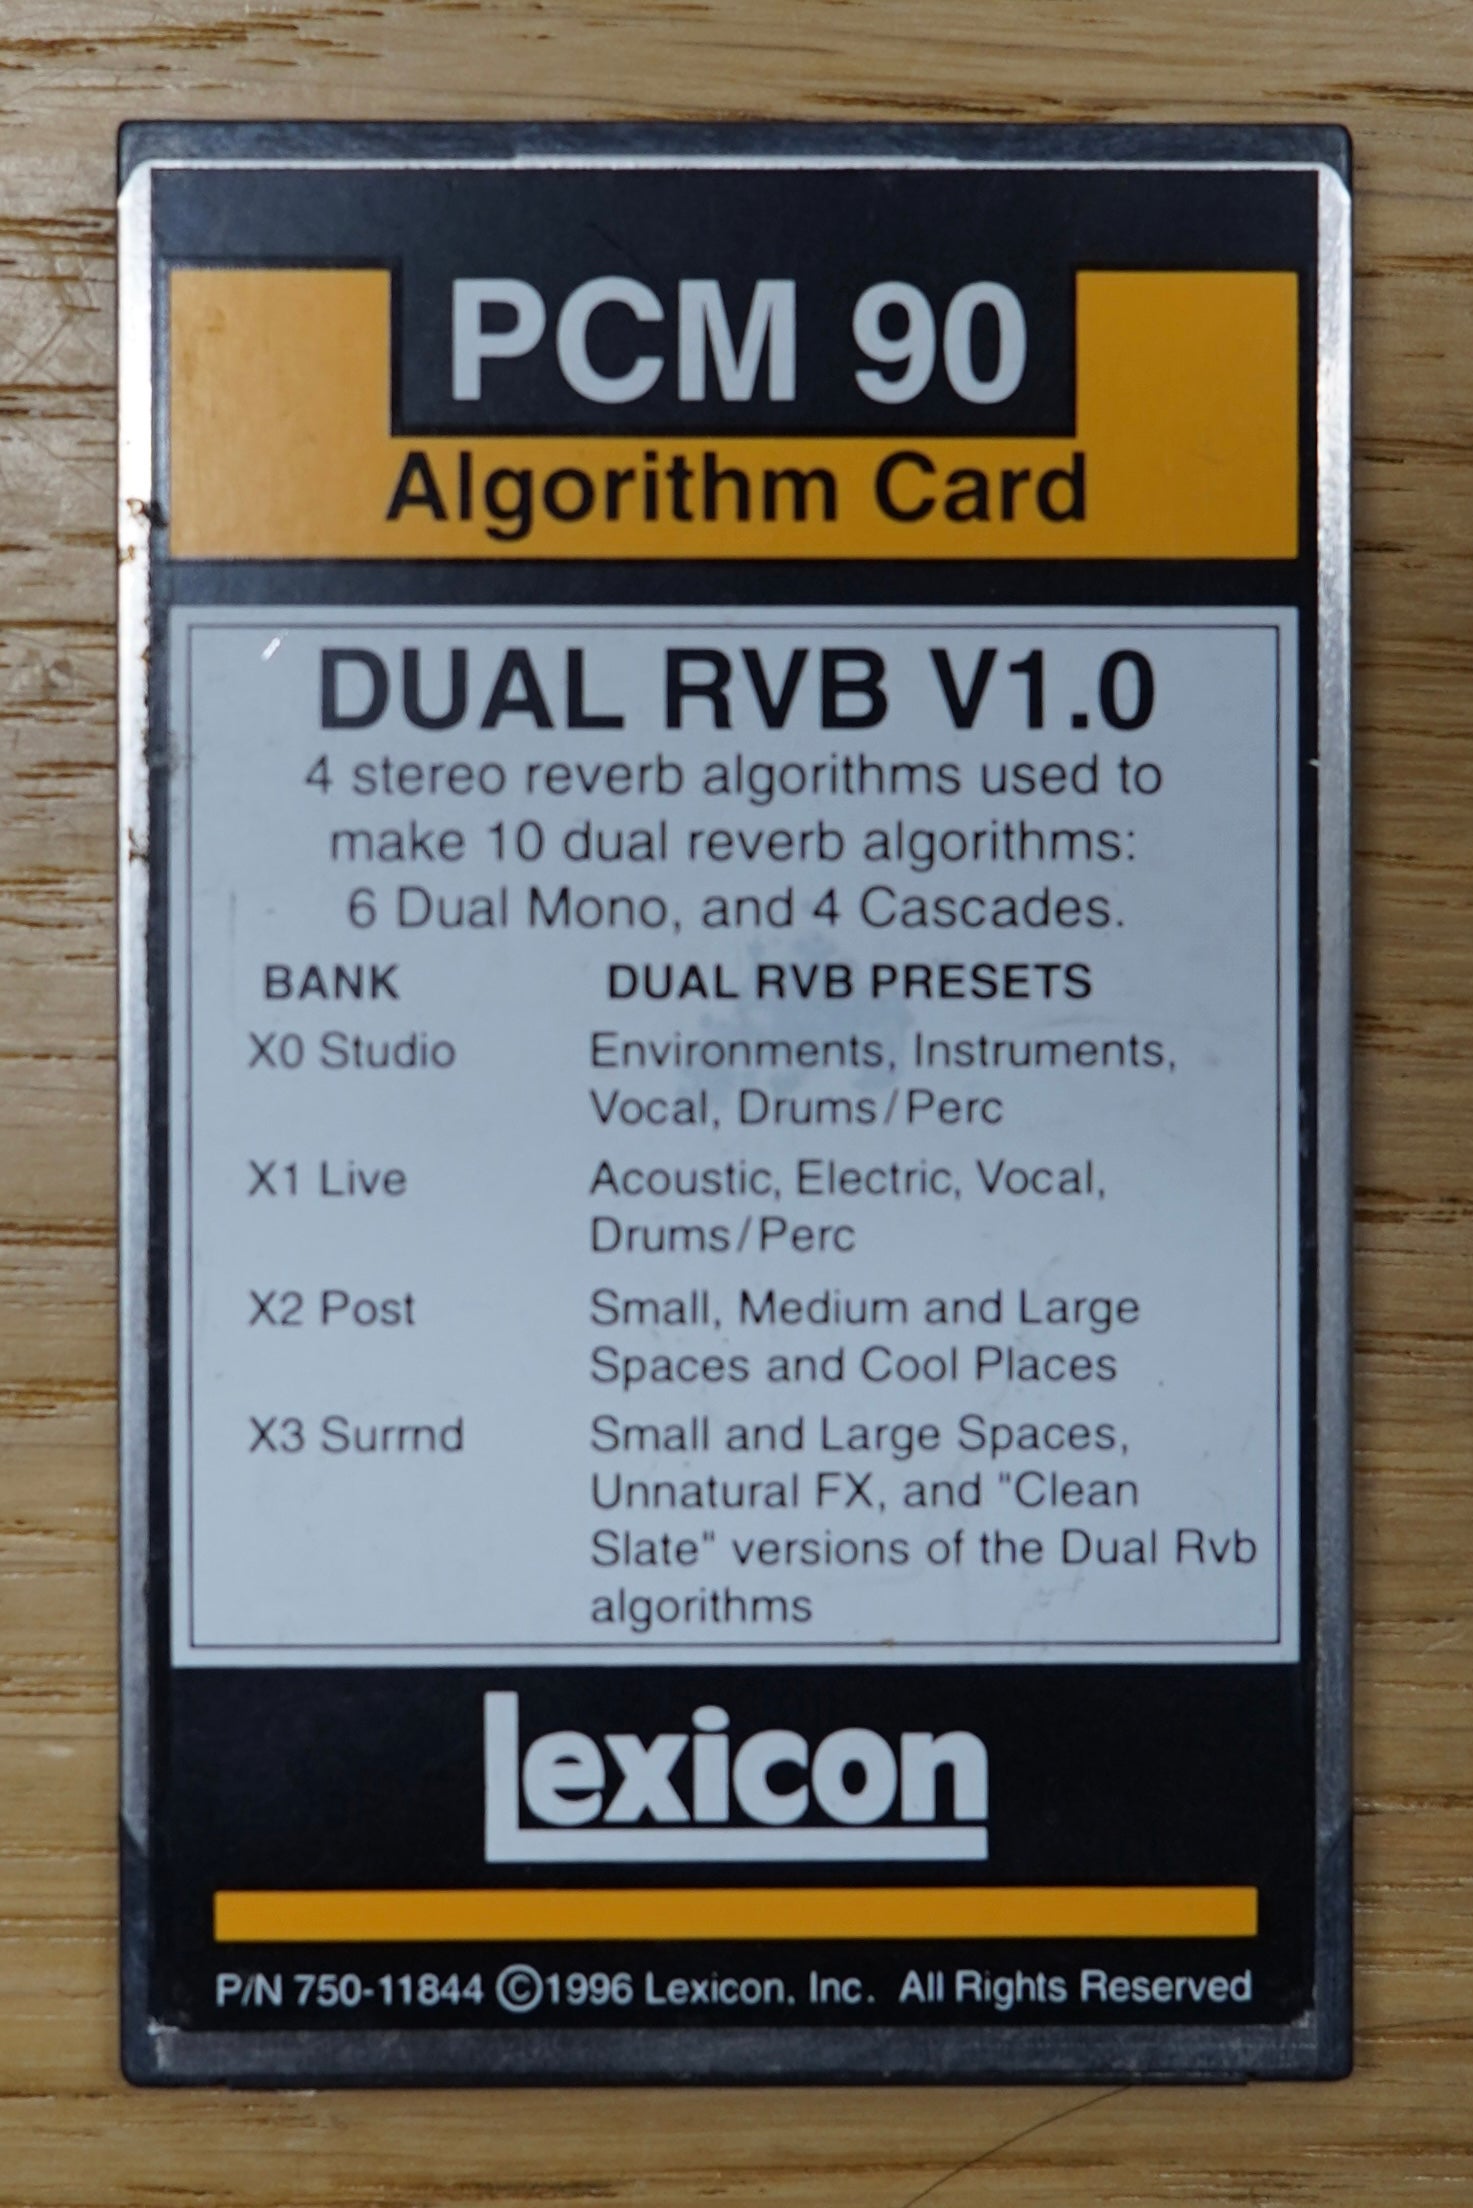 PCM 90
Algorithm Card
DUAL RVB V1.0
4 stereo reverb algorithms used to
make 10 dual reverb algorithms:
6 Dual Mono, and 4 Cascades.
BANK DUAL RVB PRESETS
X0 Studio Environments, Instruments,
Vocal, Drums/Perc
X1 Live Acoustic, Electric, Vocal,
Drums/Perc
X2 Post Small, Medium and Large
Spaces and Cool Places
X3 Surrnd Small and Large Spaces,
Unnatural FX, and "Clean
Slate" versions of the Dual Rvb
algorithms
Lexicon
P/N 750-11844 ©1996 Lexicon, Inc. All Rights Reserved